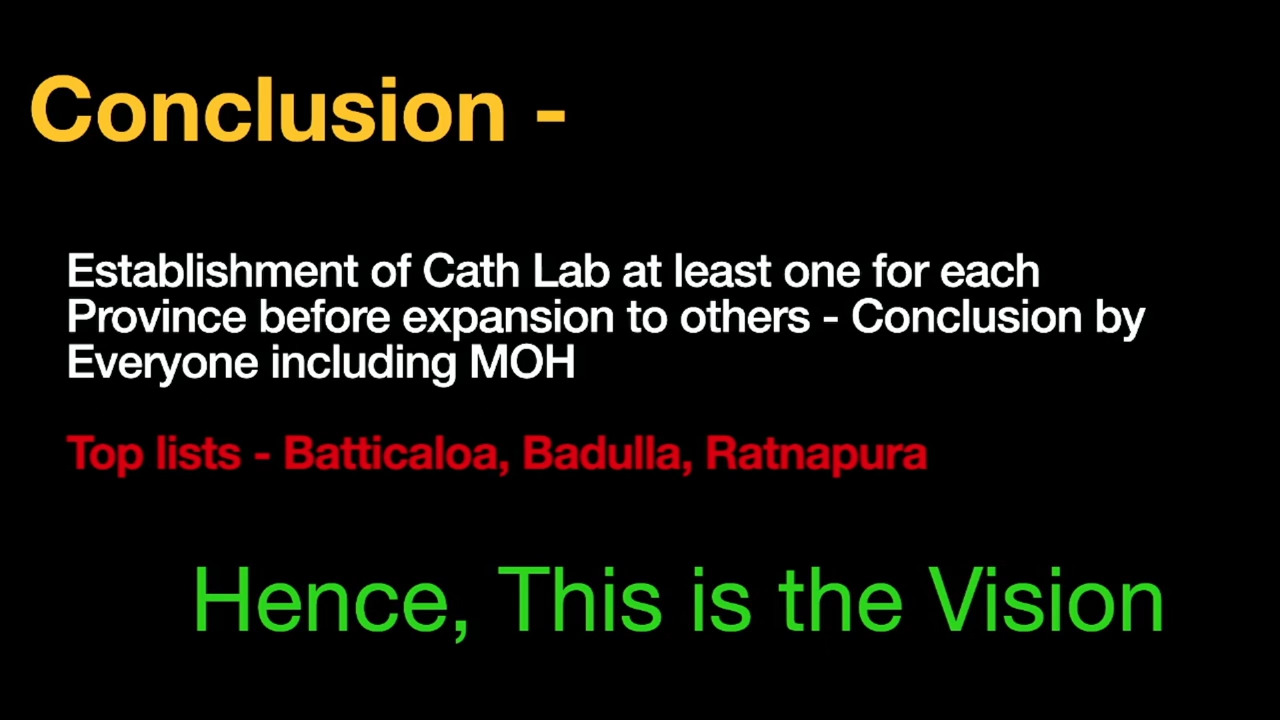 Conclusion -
Establishment of Cath Lab at least one for each
Province before expansion to others - Conclusion by
Everyone including MOH
Top lists - Batticaloa, Badulla, Ratnapura
Hence, This is the Vision